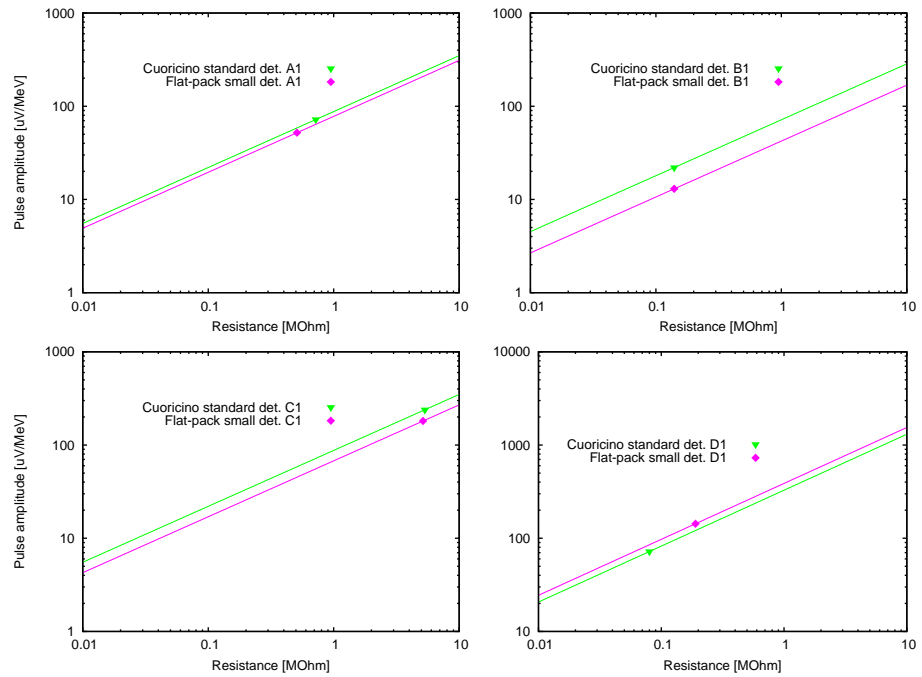 1000
100
10
1
Pulse amplitude [uV/MeV]
Cuoricino standard det. A1
Flat-pack small det. A1
0.01 0.1 1 10
Resistance [MOhm]
1000
100
10
1
Cuoricino standard det. B1
Flat-pack small det. B1
0.01 0.1 1 10
Resistance [MOhm]
1000
100
10
1
Pulse amplitude [uV/MeV]
Cuoricino standard det. C1
Flat-pack small det. C1
0.01 0.1 1 10
Resistance [MOhm]
10000
1000
100
10
Cuoricino standard det. D1
Flat-pack small det. D1
0.01 0.1 1 10
Resistance [MOhm]